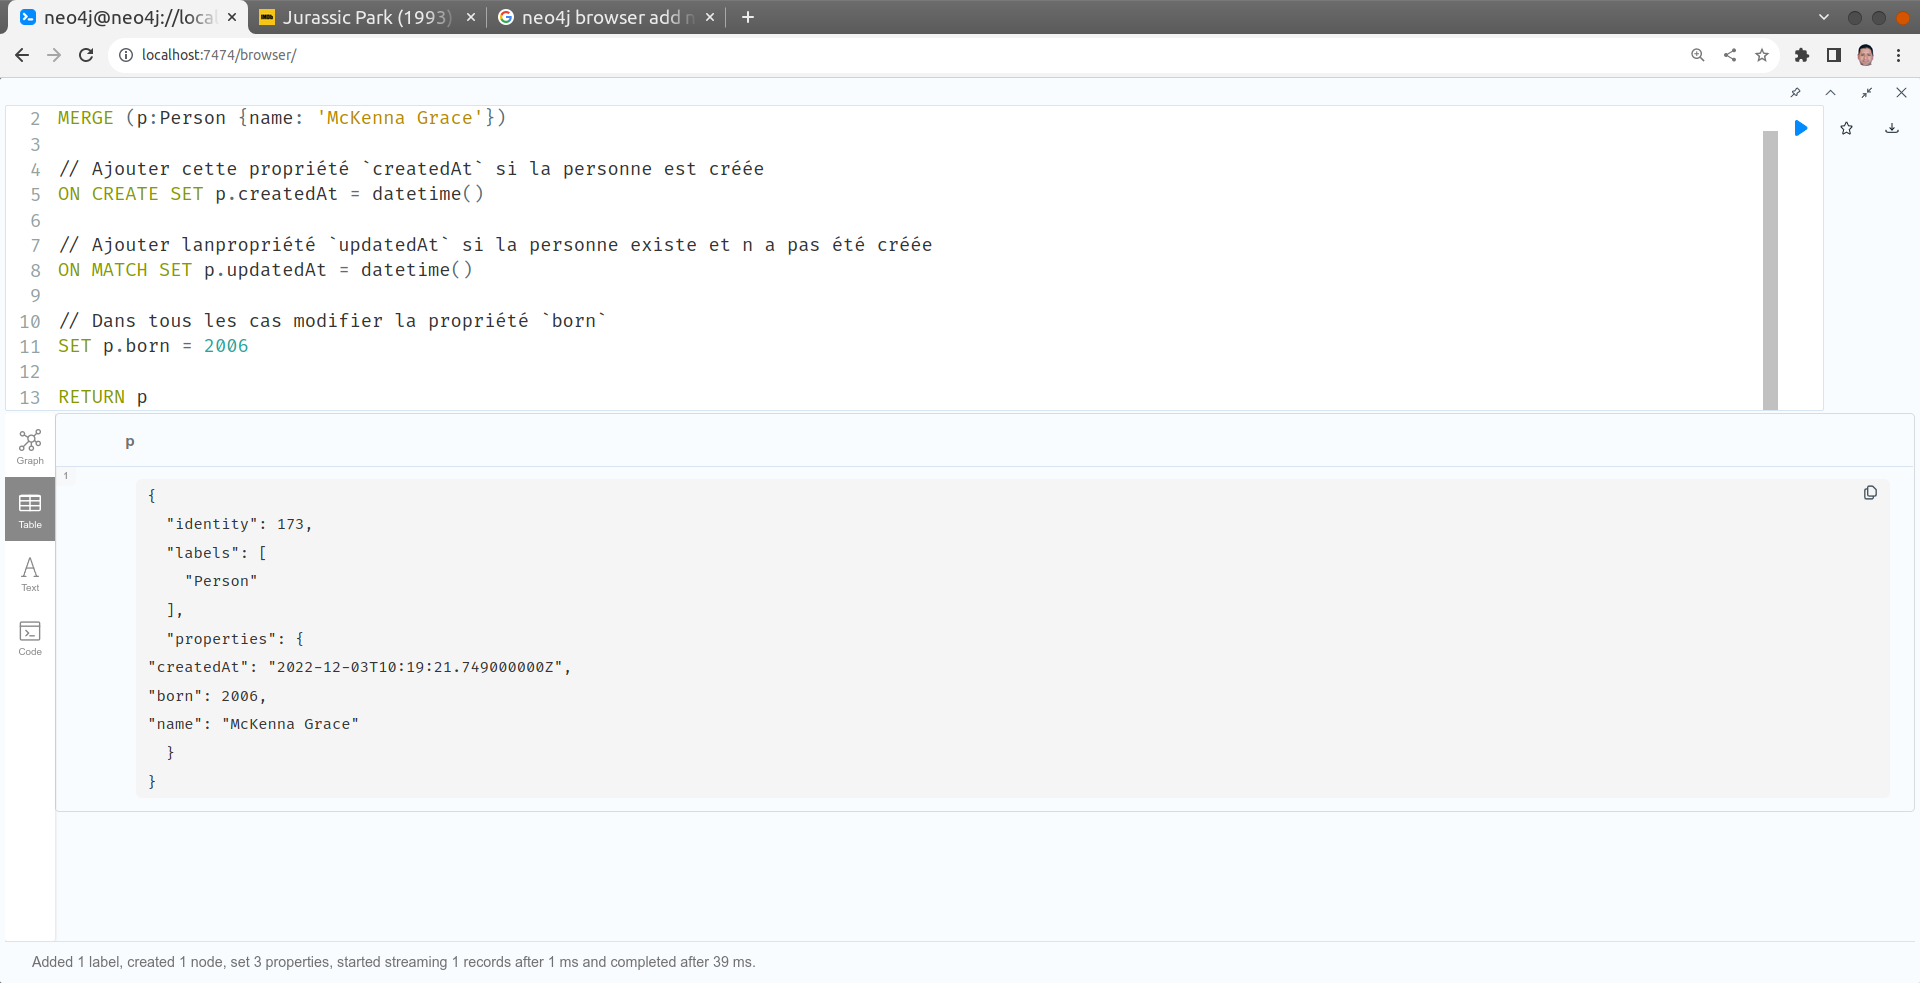 neo4j@neo4j://loca
Jurassic Park (1993)
neo4j browser add n
localhost:7474/browser/
2 MERGE (p:Person {name: 'McKenna Grace'})
3
4 // Ajouter cette propriété `createdAt` si la personne est créée
5 ON CREATE SET p.createdAt = datetime()
6
7 // Ajouter lanpropriété `updatedAt` si la personne existe et n a pas été créée
8 ON MATCH SET p.updatedAt = datetime()
9
10 // Dans tous les cas modifier la propriété `born`
11 SET p.born = 2006
12
13 RETURN p
Graph
Table
Text
Code
p
1
{
"identity": 173,
"labels": [
"Person"
],
"properties": {
"createdAt": "2022-12-03T10:19:21.749000000Z",
"born": 2006,
"name": "McKenna Grace"
}
}
Added 1 label, created 1 node, set 3 properties, started streaming 1 records after 1 ms and completed after 39 ms.